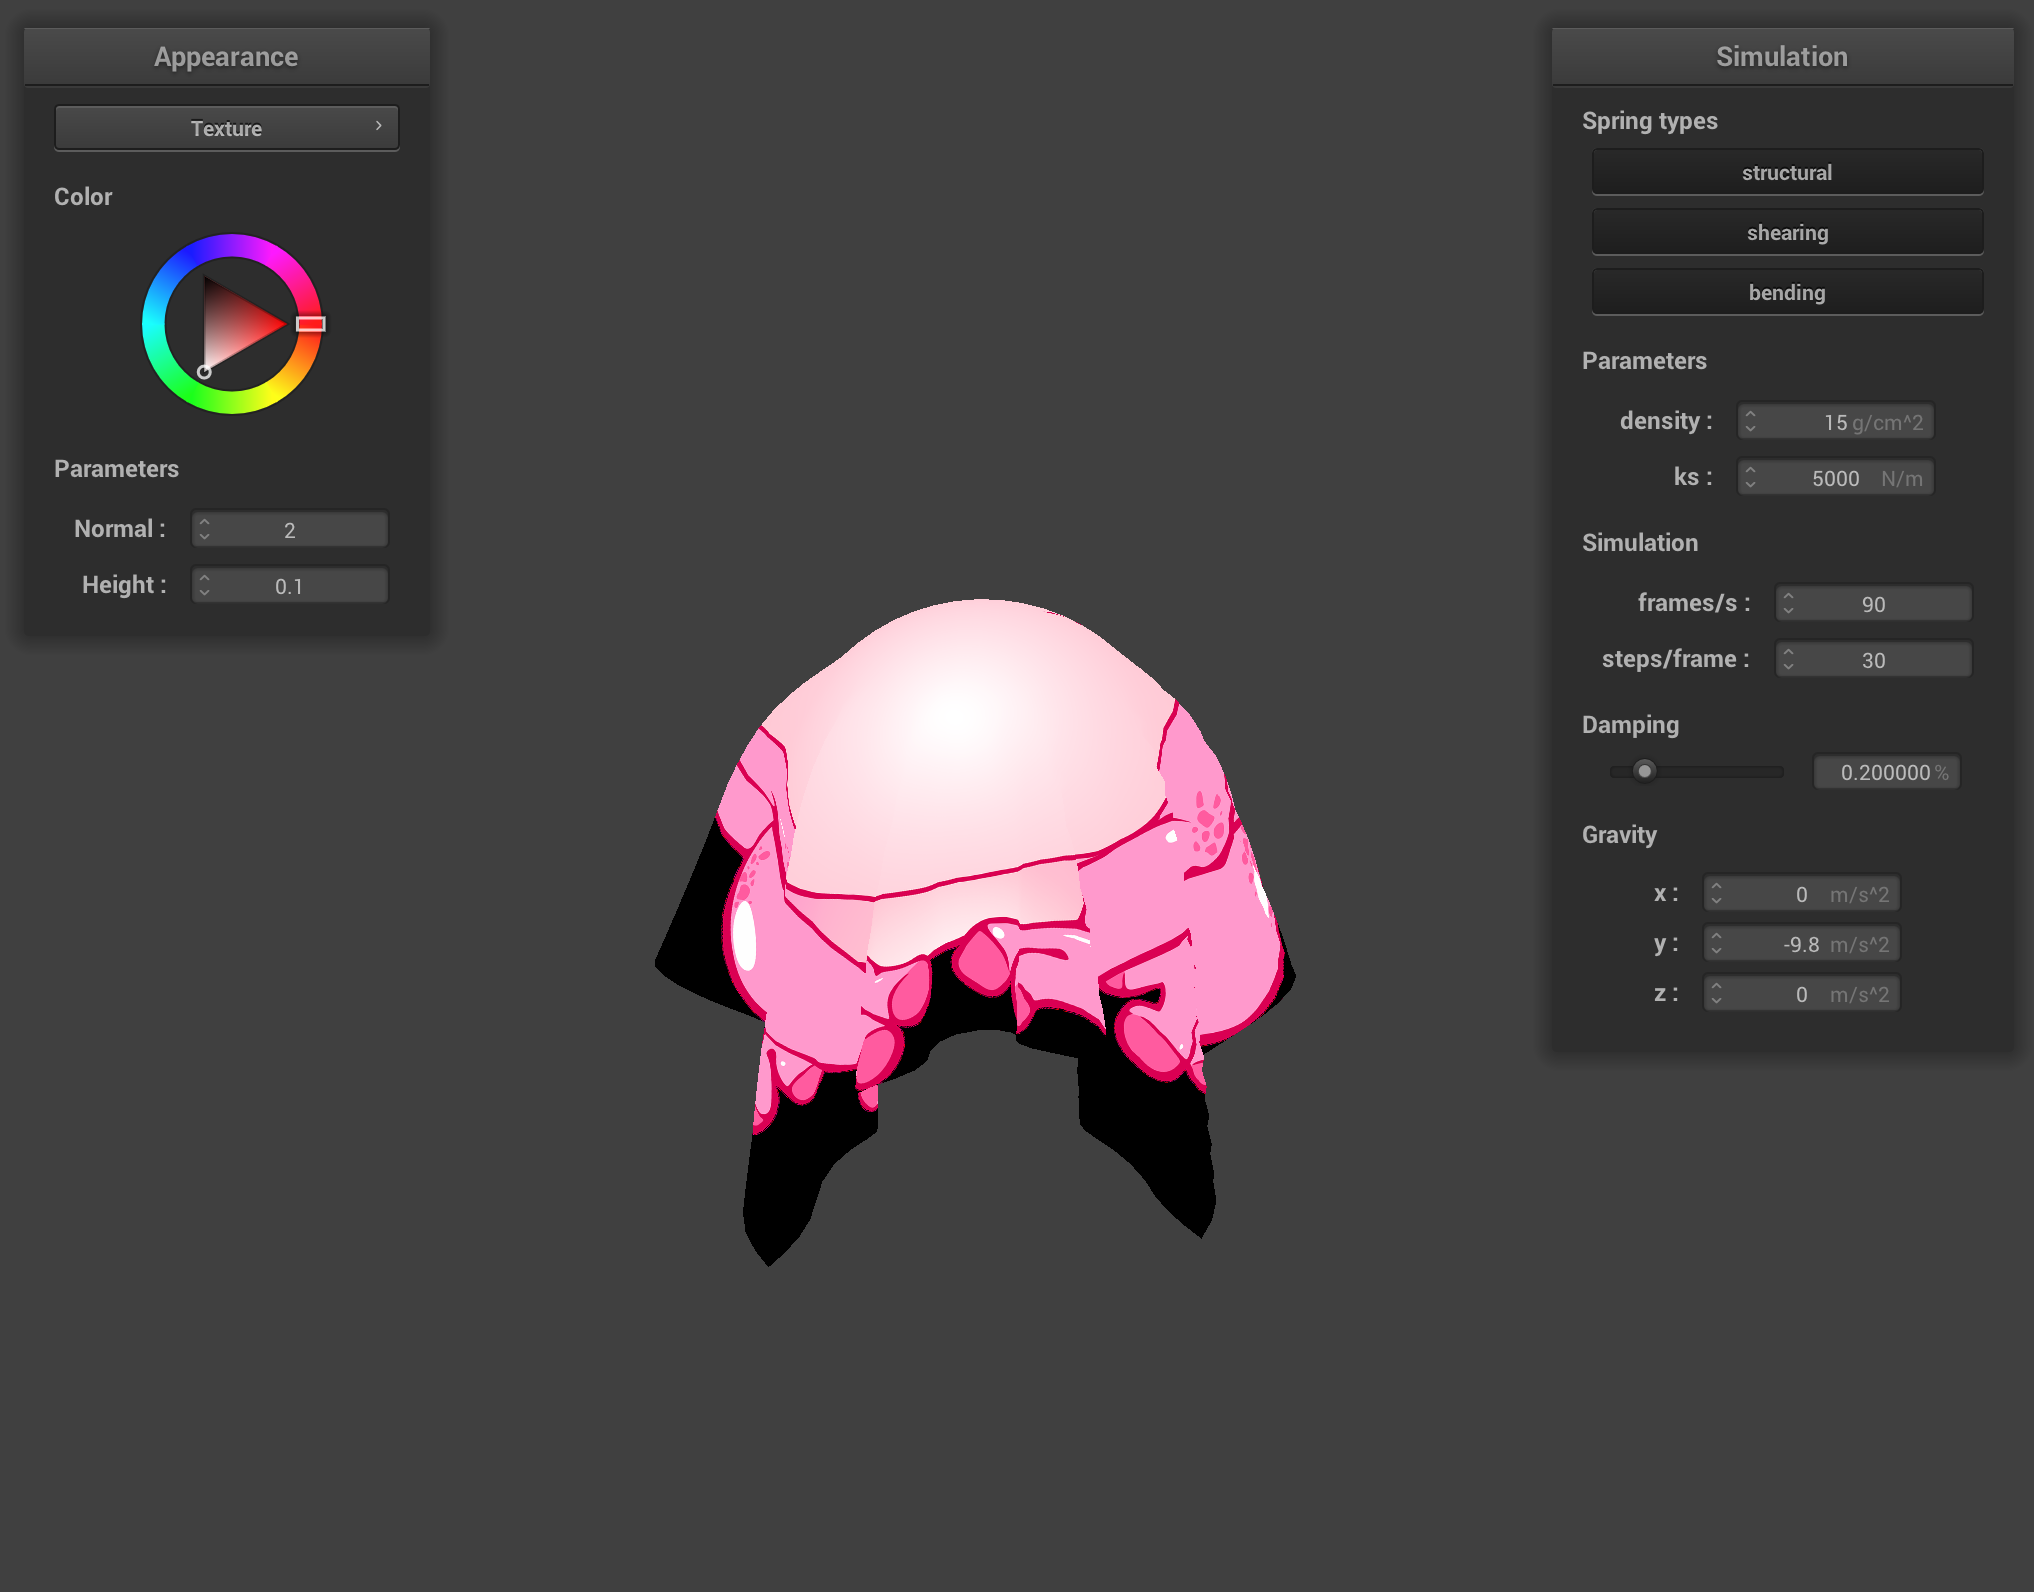 Appearance
Texture ›
Color
Parameters
Normal : 2
Height : 0.1
Simulation
Spring types
structural
shearing
bending
Parameters
density : 15 g/cm^2
ks : 5000 N/m
Simulation
frames/s : 90
steps/frame : 30
Damping
0.200000 %
Gravity
x : 0 m/s^2
y : -9.8 m/s^2
z : 0 m/s^2